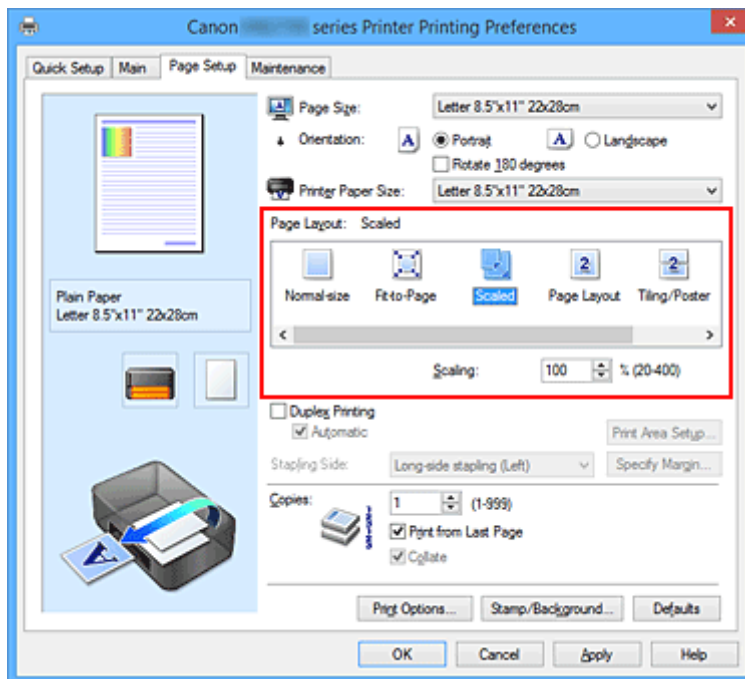 Canon series Printer Printing Preferences
Quick Setup Main Page Setup Maintenance
Page Size: Letter 8.5"x11" 22x28cm
Orientation: A Portrait A Landscape
Rotate 180 degrees
Printer Paper Size: Letter 8.5"x11" 22x28cm
Page Layout: Scaled
2 2
Normal-size Fit-to-Page Scaled Page Layout Tiling/Poster
Scaling: 100 % (20-400)
Plain Paper
Letter 8.5"x11" 22x28cm
Duplex Printing
Automatic
Print Area Setup...
Stapling Side: Long-side stapling (Left) Specify Margin...
Copies: 1 (1-999)
Print from Last Page
Collate
A
Print Options... Stamp/Background... Defaults
OK Cancel Apply Help